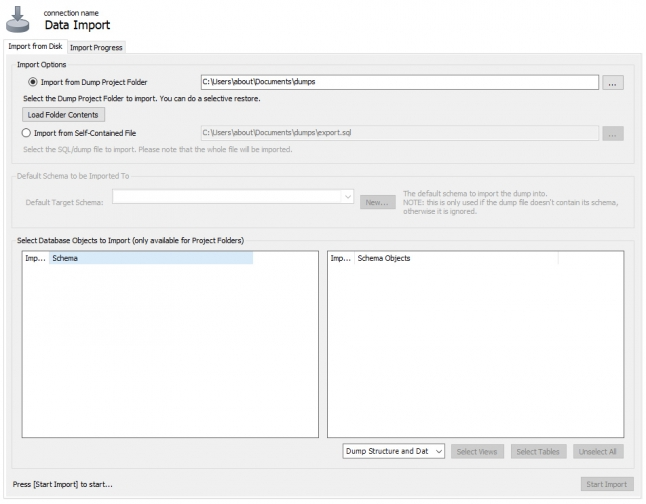 connection name
Data Import
Import from Disk Import Progress
Import Options
Import from Dump Project Folder C:\Users\about\Documents\dumps ...
Select the Dump Project Folder to import. You can do a selective restore.
Load Folder Contents
Import from Self-Contained File C:\Users\about\Documents\dumps\export.sql ...
Select the SQL/dump file to import. Please note that the whole file will be imported.
Default Schema to be Imported To
Default Target Schema: New... The default schema to import the dump into.
NOTE: this is only used if the dump file doesn't contain its schema,
otherwise it is ignored.
Select Database Objects to Import (only available for Project Folders)
Imp... Schema Imp... Schema Objects
Dump Structure and Dat Select Views Select Tables Unselect All
Press [Start Import] to start... Start Import